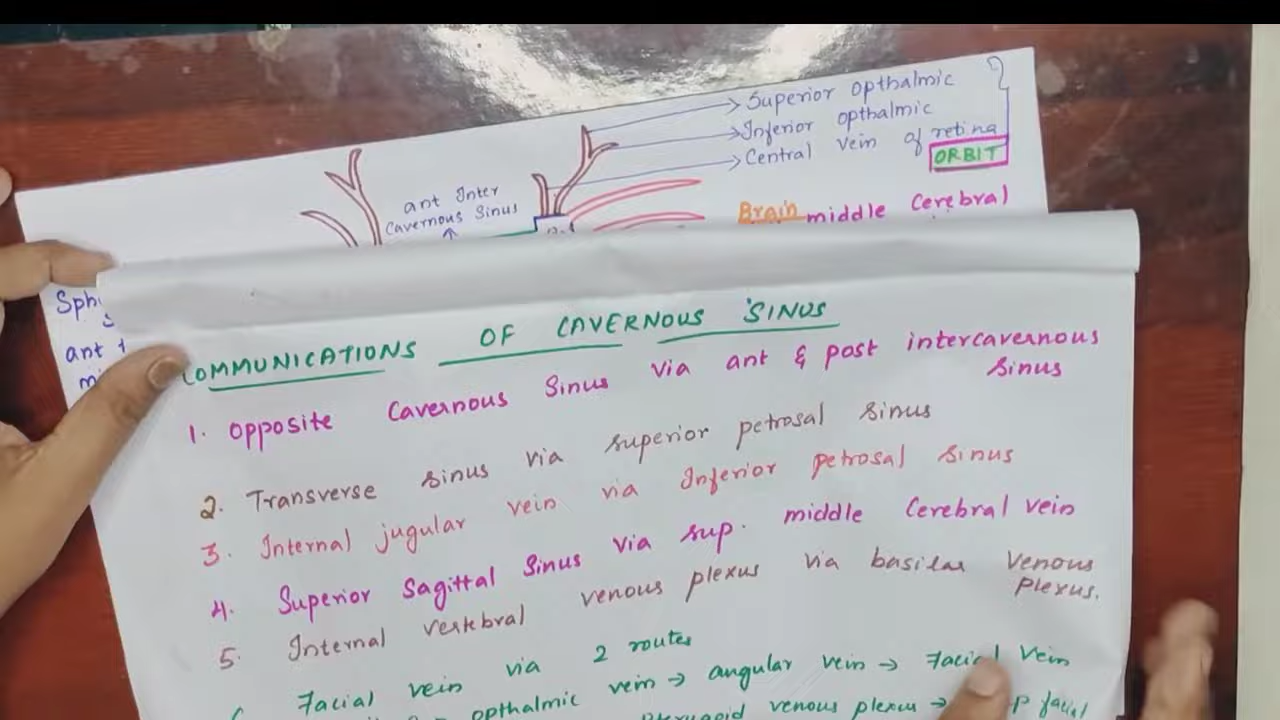 Superior opthalmic
Inferior opthalmic
Central vein of retina
ORBIT
ant Inter
Cavernous Sinus
Brain middle Cerebral
ant
COMMUNICATIONS OF CAVERNOUS SINUS
1. Opposite Cavernous Sinus via ant & post intercavernous
sinus
2. Transverse sinus via superior petrosal sinus
3. Internal jugular vein via Inferior petrosal sinus
4. Superior Sagittal Sinus via sup. middle Cerebral vein
5. Internal vertebral venous plexus via basilar venous
plexus.
Facial vein via 2 routes
opthalmic vein → angular vein → Facial vein
venous plexus → facial